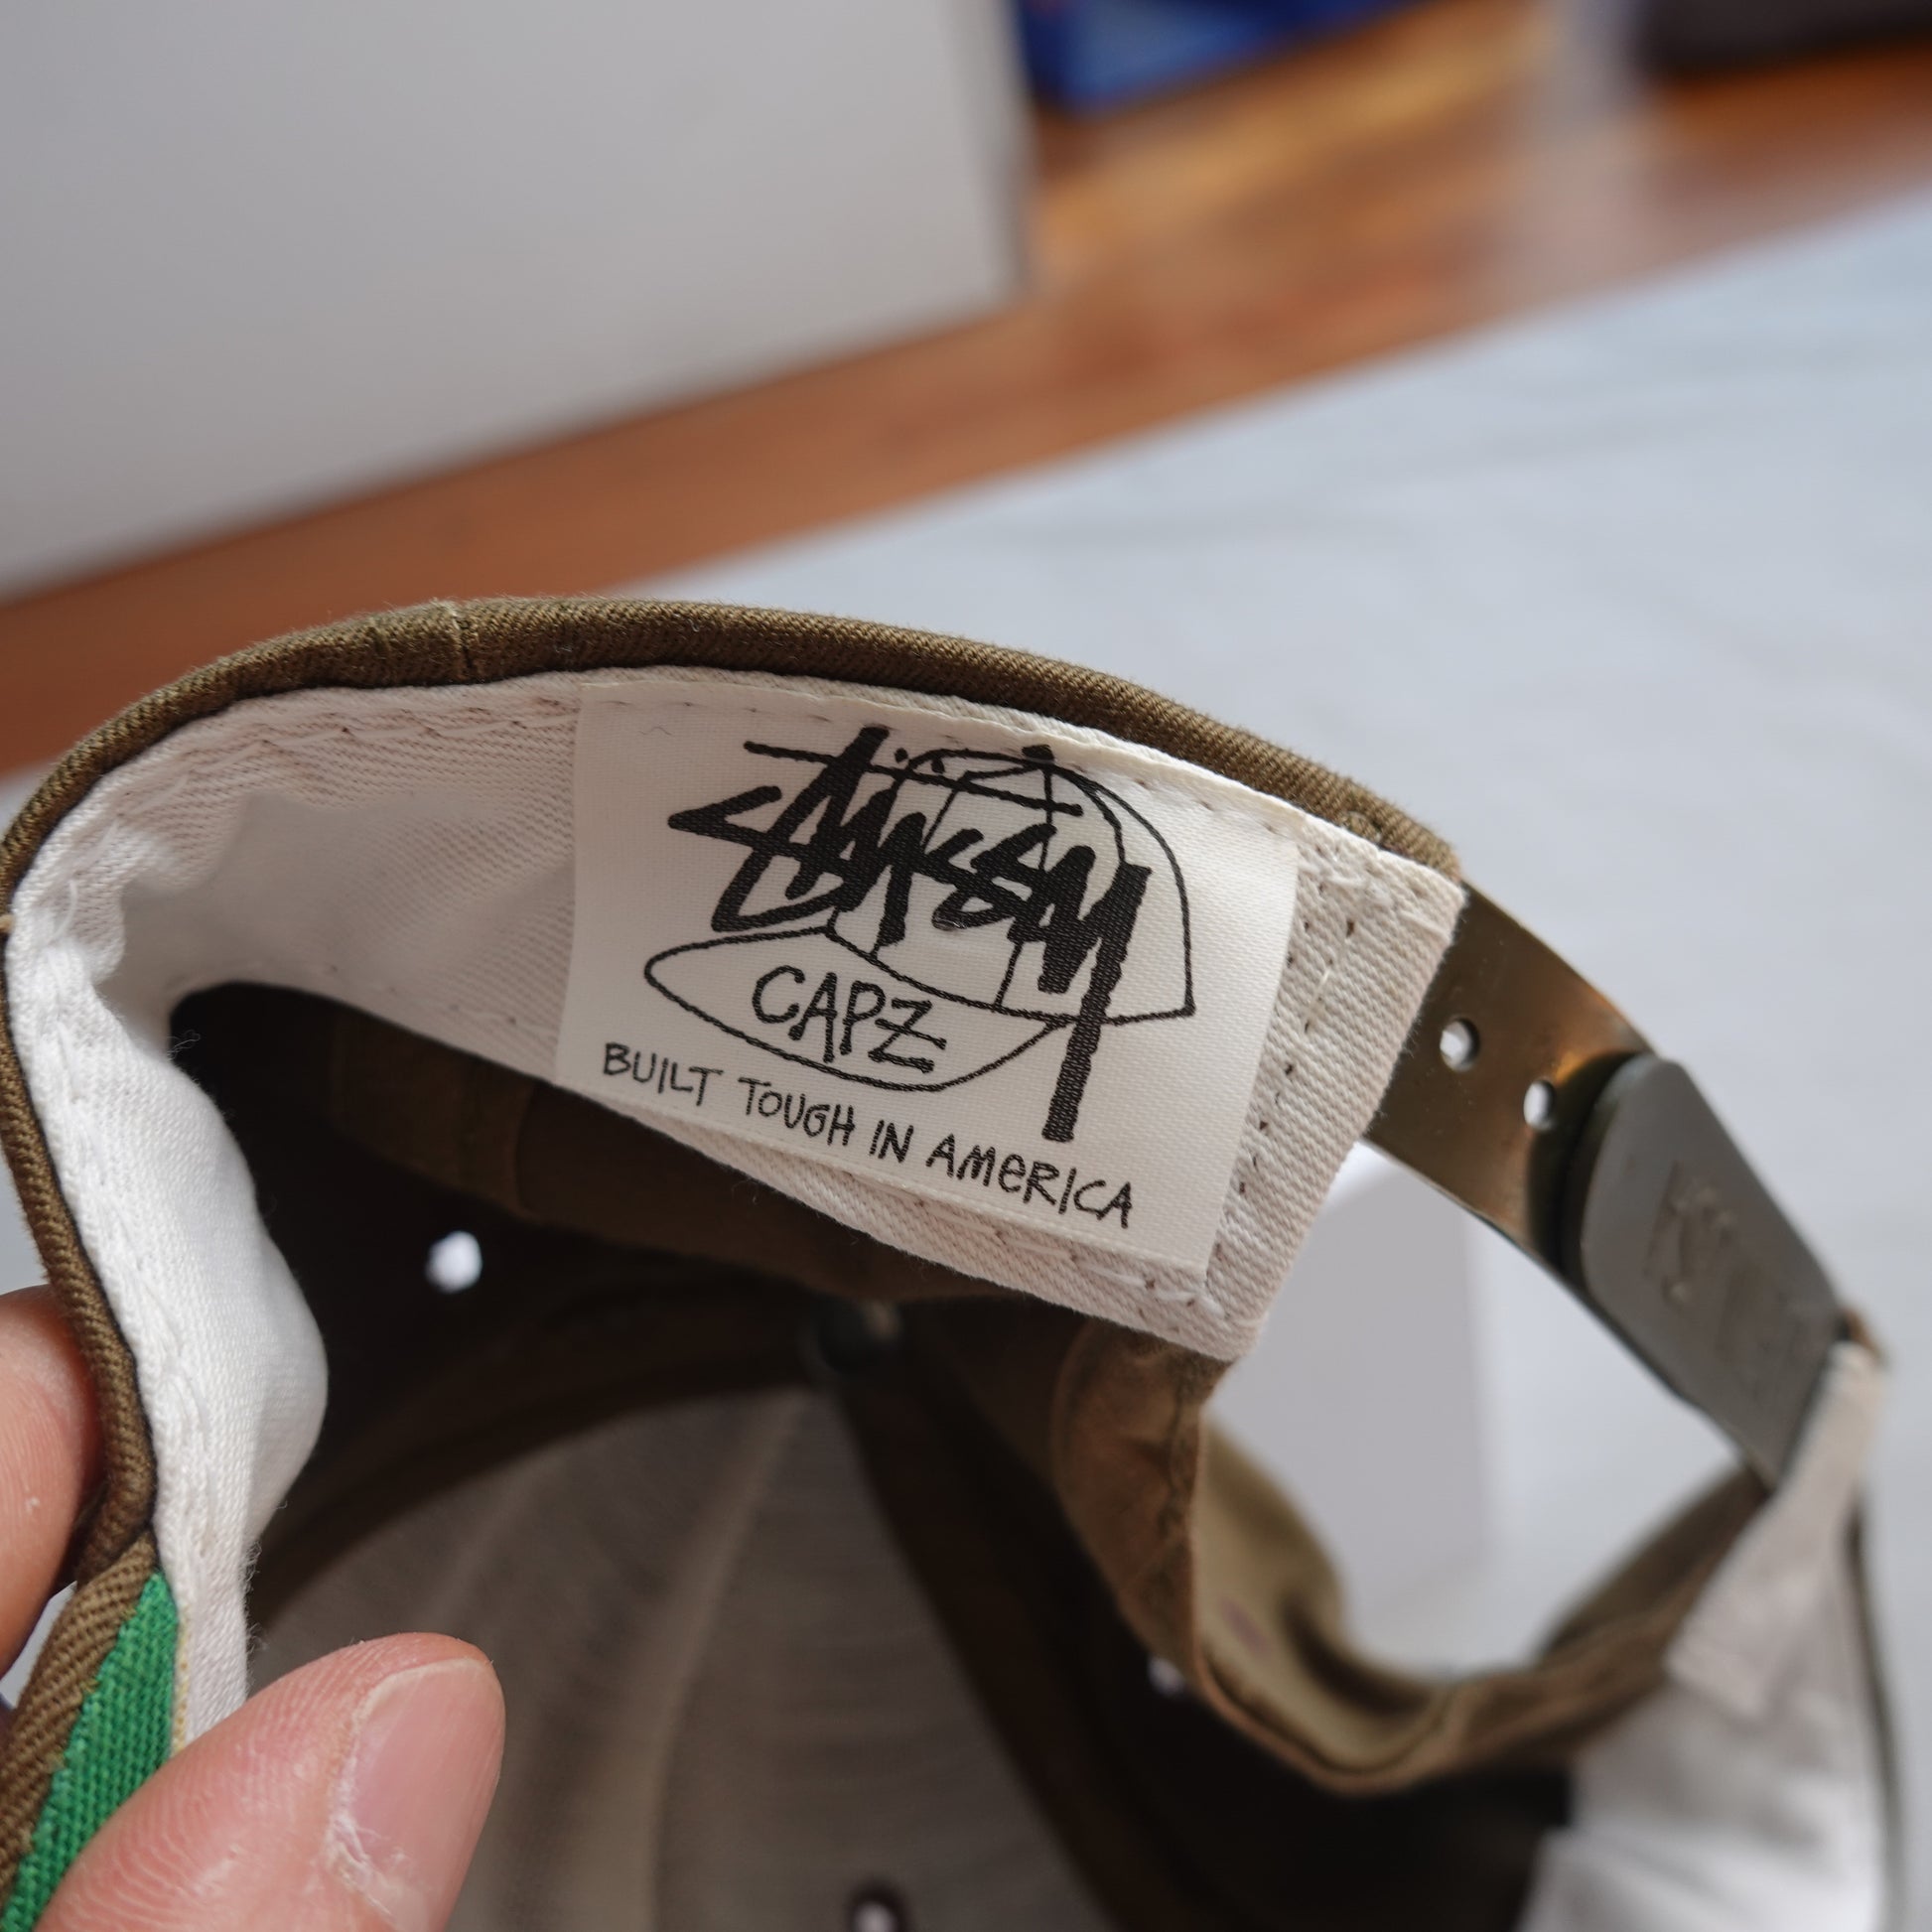 STÜSSY
CAPZ
BUILT TOUGH IN AMERICA